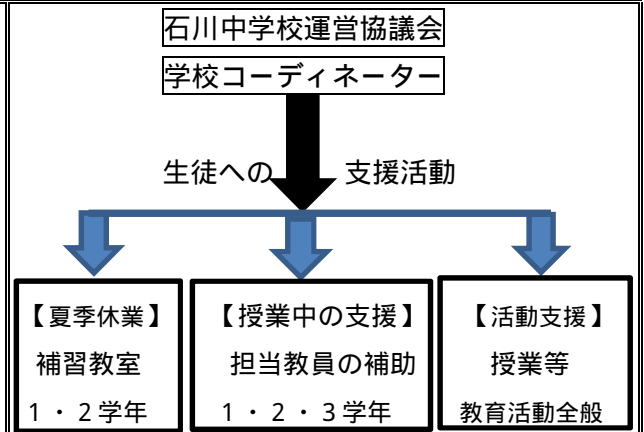 石川中学校運営協議会
学校コーディネーター
生徒への 支援活動
【夏季休業】
補習教室
1・2学年
【授業中の支援】
担当教員の補助
1・2・3学年
【活動支援】
授業等
教育活動全般